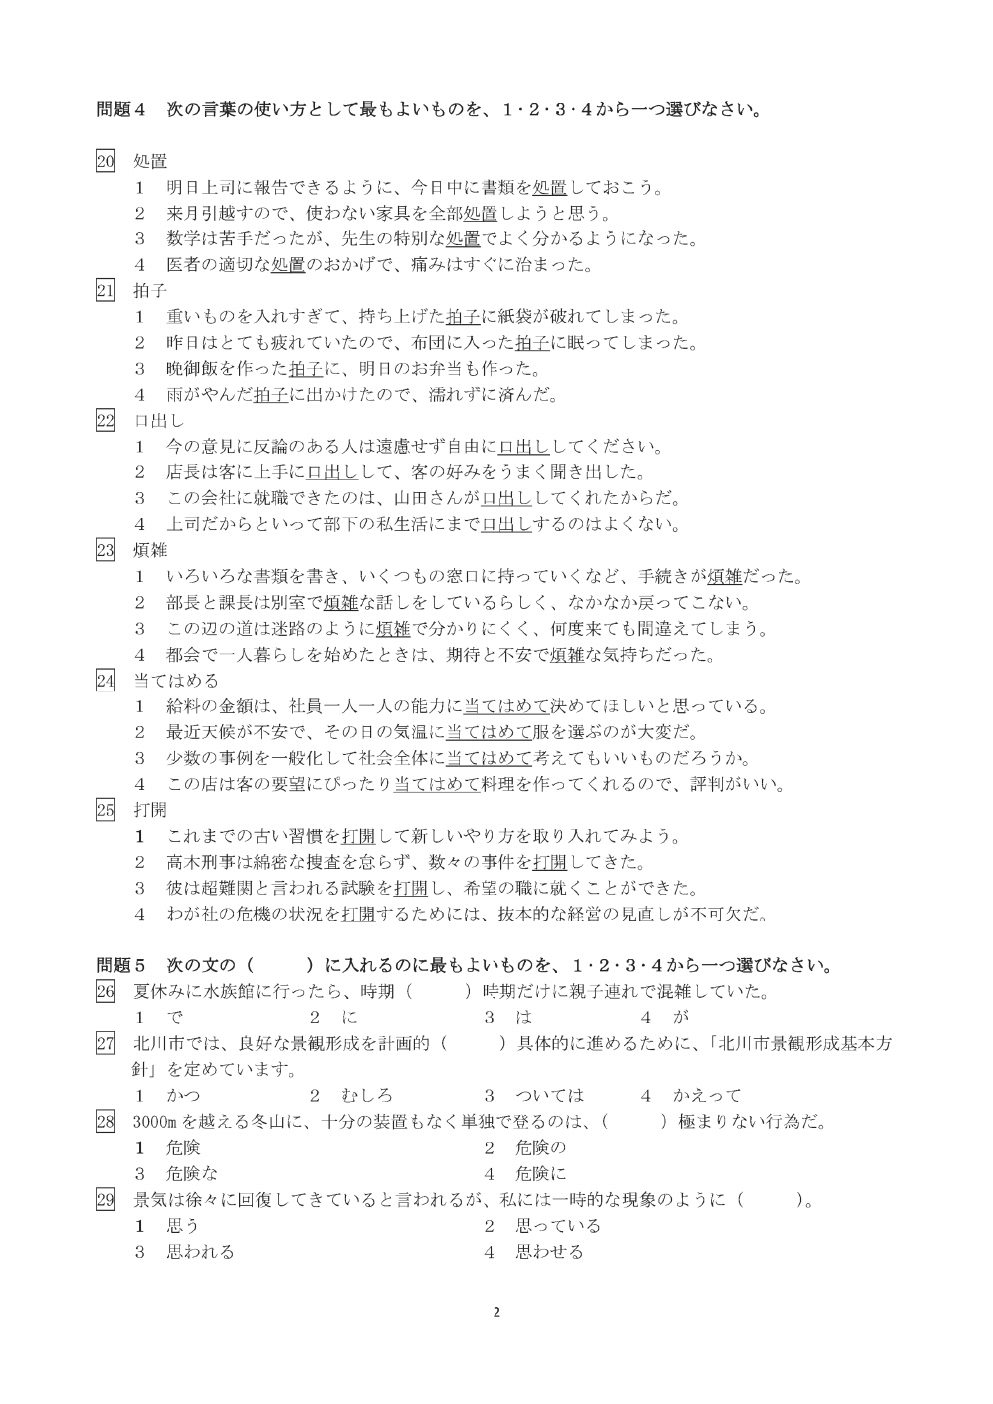 問題４　次の言葉の使い方として最もよいものを、１・２・３・４から一つ選びなさい。
20　処置
１　明日上司に報告できるように、今日中に書類を処置しておこう。
２　来月引越すので、使わない家具を全部処置しようと思う。
３　数学は苦手だったが、先生の特別な処置でよく分かるようになった。
４　医者の適切な処置のおかげで、痛みはすぐに治まった。
21　拍子
１　重いものを入れすぎて、持ち上げた拍子に紙袋が破れてしまった。
２　昨日はとても疲れていたので、布団に入った拍子に眠ってしまった。
３　晩御飯を作った拍子に、明日のお弁当も作った。
４　雨がやんだ拍子に出かけたので、濡れずに済んだ。
22　口出し
１　今の意見に反論のある人は遠慮せず自由に口出ししてください。
２　店長は客に上手に口出しして、客の好みをうまく聞き出した。
３　この会社に就職できたのは、山田さんが口出ししてくれたからだ。
４　上司だからといって部下の私生活にまで口出しするのはよくない。
23　煩雑
１　いろいろな書類を書き、いくつもの窓口に持っていくなど、手続きが煩雑だった。
２　部長と課長は別室で煩雑な話しをしているらしく、なかなか戻ってこない。
３　この辺の道は迷路のように煩雑で分かりにくく、何度来ても間違えてしまう。
４　都会で一人暮らしを始めたときは、期待と不安で煩雑な気持ちだった。
24　当てはめる
１　給料の金額は、社員一人一人の能力に当てはめて決めてほしいと思っている。
２　最近天候が不安で、その日の気温に当てはめて服を選ぶのが大変だ。
３　少数の事例を一般化して社会全体に当てはめて考えてもいいものだろうか。
４　この店は客の要望にぴったり当てはめて料理を作ってくれるので、評判がいい。
25　打開
１　これまでの古い習慣を打開して新しいやり方を取り入れてみよう。
２　高木刑事は綿密な捜査を怠らず、数々の事件を打開してきた。
３　彼は超難関と言われる試験を打開し、希望の職に就くことができた。
４　わが社の危機の状況を打開するためには、抜本的な経営の見直しが不可欠だ。
問題５　次の文の（　　　）に入れるのに最もよいものを、１・２・３・４から一つ選びなさい。
26　夏休みに水族館に行ったら、時期（　　　）時期だけに親子連れで混雑していた。
１　で　２　に　３　は　４　が
27　北川市では、良好な景観形成を計画的（　　　）具体的に進めるために、「北川市景観形成基本方
針」を定めています。
１　かつ　２　むしろ　３　ついては　４　かえって
28　3000m を越える冬山に、十分の装置もなく単独で登るのは、（　　　）極まりない行為だ。
１　危険　２　危険の
３　危険な　４　危険に
29　景気は徐々に回復してきていると言われるが、私には一時的な現象のように（　　　）。
１　思う　２　思っている
３　思われる　４　思わせる
2